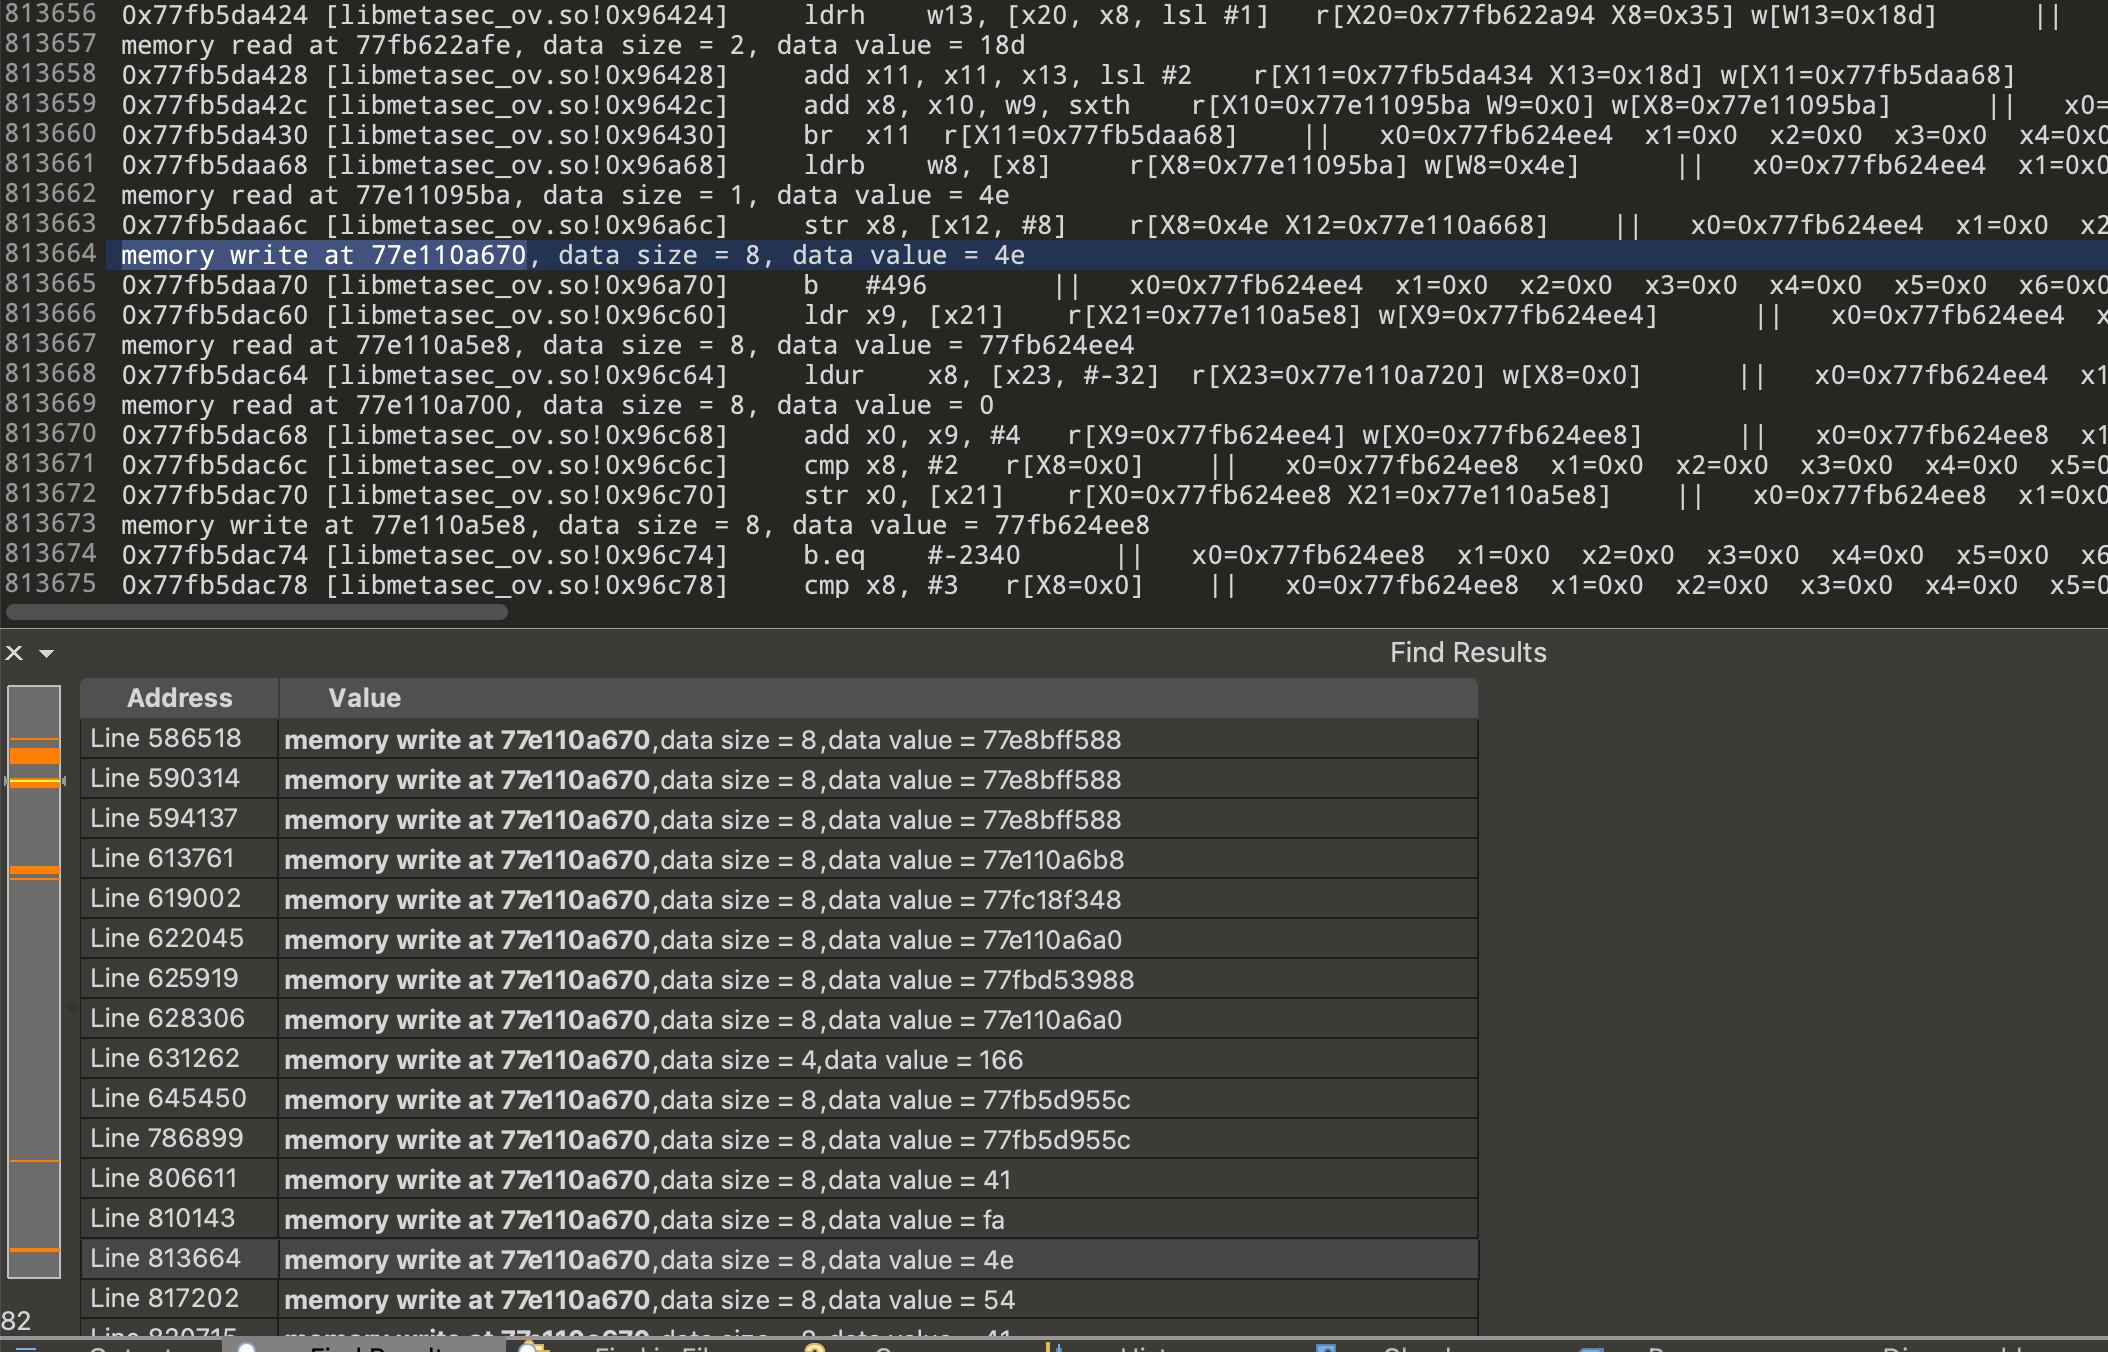 813656 0x77fb5da424 [libmetasec_ov.so!0x96424] ldrh w13, [x20, x8, lsl #1] r[X20=0x77fb622a94 X8=0x35] w[W13=0x18d] ||
813657 memory read at 77fb622afe, data size = 2, data value = 18d
813658 0x77fb5da428 [libmetasec_ov.so!0x96428] add x11, x11, x13, lsl #2 r[X11=0x77fb5da434 X13=0x18d] w[X11=0x77fb5daa68]
813659 0x77fb5da42c [libmetasec_ov.so!0x9642c] add x8, x10, w9, sxth r[X10=0x77e11095ba W9=0x0] w[X8=0x77e11095ba] || x0=
813660 0x77fb5da430 [libmetasec_ov.so!0x96430] br x11 r[X11=0x77fb5daa68] || x0=0x77fb624ee4 x1=0x0 x2=0x0 x3=0x0 x4=0x0
813661 0x77fb5daa68 [libmetasec_ov.so!0x96a68] ldrb w8, [x8] r[X8=0x77e11095ba] w[W8=0x4e] || x0=0x77fb624ee4 x1=0x0
813662 memory read at 77e11095ba, data size = 1, data value = 4e
813663 0x77fb5daa6c [libmetasec_ov.so!0x96a6c] str x8, [x12, #8] r[X8=0x4e X12=0x77e110a668] || x0=0x77fb624ee4 x1=0x0 x2
813664 memory write at 77e110a670, data size = 8, data value = 4e
813665 0x77fb5daa70 [libmetasec_ov.so!0x96a70] b #496 || x0=0x77fb624ee4 x1=0x0 x2=0x0 x3=0x0 x4=0x0 x5=0x0 x6=0x0
813666 0x77fb5dac60 [libmetasec_ov.so!0x96c60] ldr x9, [x21] r[X21=0x77e110a5e8] w[X9=0x77fb624ee4] || x0=0x77fb624ee4 x
813667 memory read at 77e110a5e8, data size = 8, data value = 77fb624ee4
813668 0x77fb5dac64 [libmetasec_ov.so!0x96c64] ldur x8, [x23, #-32] r[X23=0x77e110a720] w[X8=0x0] || x0=0x77fb624ee4 x1
813669 memory read at 77e110a700, data size = 8, data value = 0
813670 0x77fb5dac68 [libmetasec_ov.so!0x96c68] add x0, x9, #4 r[X9=0x77fb624ee4] w[X0=0x77fb624ee8] || x0=0x77fb624ee8 x1
813671 0x77fb5dac6c [libmetasec_ov.so!0x96c6c] cmp x8, #2 r[X8=0x0] || x0=0x77fb624ee8 x1=0x0 x2=0x0 x3=0x0 x4=0x0 x5=0
813672 0x77fb5dac70 [libmetasec_ov.so!0x96c70] str x0, [x21] r[X0=0x77fb624ee8 X21=0x77e110a5e8] || x0=0x77fb624ee8 x1=0x0
813673 memory write at 77e110a5e8, data size = 8, data value = 77fb624ee8
813674 0x77fb5dac74 [libmetasec_ov.so!0x96c74] b.eq #-2340 || x0=0x77fb624ee8 x1=0x0 x2=0x0 x3=0x0 x4=0x0 x5=0x0 x6
813675 0x77fb5dac78 [libmetasec_ov.so!0x96c78] cmp x8, #3 r[X8=0x0] || x0=0x77fb624ee8 x1=0x0 x2=0x0 x3=0x0 x4=0x0 x5=0
Find Results
Address Value
Line 586518 memory write at 77e110a670,data size = 8,data value = 77e8bff588
Line 590314 memory write at 77e110a670,data size = 8,data value = 77e8bff588
Line 594137 memory write at 77e110a670,data size = 8,data value = 77e8bff588
Line 613761 memory write at 77e110a670,data size = 8,data value = 77e110a6b8
Line 619002 memory write at 77e110a670,data size = 8,data value = 77fc18f348
Line 622045 memory write at 77e110a670,data size = 8,data value = 77e110a6a0
Line 625919 memory write at 77e110a670,data size = 8,data value = 77fbd53988
Line 628306 memory write at 77e110a670,data size = 8,data value = 77e110a6a0
Line 631262 memory write at 77e110a670,data size = 4,data value = 166
Line 645450 memory write at 77e110a670,data size = 8,data value = 77fb5d955c
Line 786899 memory write at 77e110a670,data size = 8,data value = 77fb5d955c
Line 806611 memory write at 77e110a670,data size = 8,data value = 41
Line 810143 memory write at 77e110a670,data size = 8,data value = fa
Line 813664 memory write at 77e110a670,data size = 8,data value = 4e
Line 817202 memory write at 77e110a670,data size = 8,data value = 54
Line 820715 memory write at 77e110a670,data size = 8,data value = 41
82
Find Results